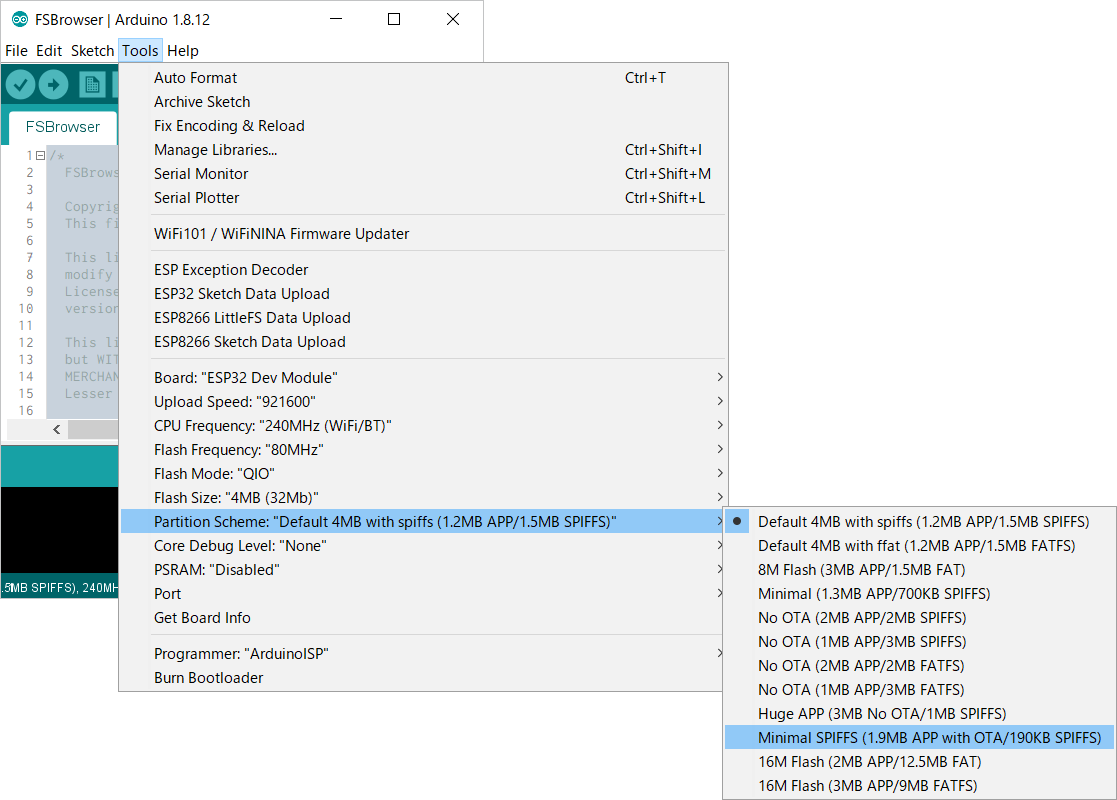 FSBrowser | Arduino 1.8.12
File Edit Sketch Tools Help
FSBrowser
1 /*
2 FSBrows
3
4 Copyrig
5 This fi
6
7 This li
8 modify
9 License
10 version
11
12 This li
13 but WIT
14 MERCHAN
15 Lesser
16
.5MB SPIFFS), 240MH
Auto Format Ctrl+T
Archive Sketch
Fix Encoding & Reload
Manage Libraries... Ctrl+Shift+I
Serial Monitor Ctrl+Shift+M
Serial Plotter Ctrl+Shift+L
WiFi101 / WiFiNINA Firmware Updater
ESP Exception Decoder
ESP32 Sketch Data Upload
ESP8266 LittleFS Data Upload
ESP8266 Sketch Data Upload
Board: "ESP32 Dev Module"
Upload Speed: "921600"
CPU Frequency: "240MHz (WiFi/BT)"
Flash Frequency: "80MHz"
Flash Mode: "QIO"
Flash Size: "4MB (32Mb)"
Partition Scheme: "Default 4MB with spiffs (1.2MB APP/1.5MB SPIFFS)"
Core Debug Level: "None"
PSRAM: "Disabled"
Port
Get Board Info
Programmer: "ArduinoISP"
Burn Bootloader
Default 4MB with spiffs (1.2MB APP/1.5MB SPIFFS)
Default 4MB with ffat (1.2MB APP/1.5MB FATFS)
8M Flash (3MB APP/1.5MB FAT)
Minimal (1.3MB APP/700KB SPIFFS)
No OTA (2MB APP/2MB SPIFFS)
No OTA (1MB APP/3MB SPIFFS)
No OTA (2MB APP/2MB FATFS)
No OTA (1MB APP/3MB FATFS)
Huge APP (3MB No OTA/1MB SPIFFS)
Minimal SPIFFS (1.9MB APP with OTA/190KB SPIFFS)
16M Flash (2MB APP/12.5MB FAT)
16M Flash (3MB APP/9MB FATFS)